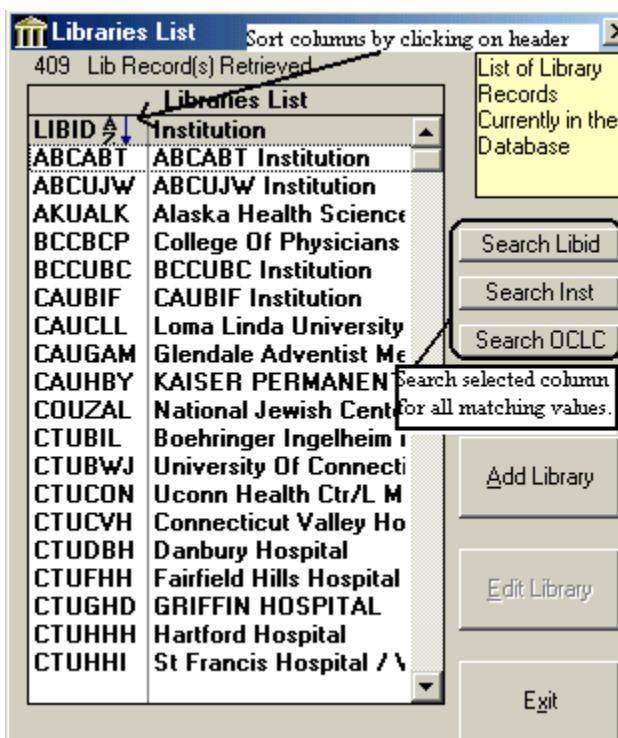 Libraries List
Sort columns by clicking on header
409 Lib Record(s) Retrieved
List of Library
Records
Currently in the
Database
Libraries List
LIBID Institution
ABCABT ABCABT Institution
ABCUJW ABCUJW Institution
AKUALK Alaska Health Science
BCCBCP College Of Physicians
BCCUBC BCCUBC Institution
CAUBIF CAUBIF Institution
CAUCLL Loma Linda University
CAUGAM Glendale Adventist Me
CAUHBY KAISER PERMANENT
COUZAL National Jewish Cent
CTUBIL Boehringer Ingelheim
CTUBWJ University Of Connecti
CTUCON Uconn Health Ctr/L M
CTUCVH Connecticut Valley Ho
CTUDBH Danbury Hospital
CTUFHH Fairfield Hills Hospital
CTUGHD GRIFFIN HOSPITAL
CTUHHH Hartford Hospital
CTUHHI St Francis Hospital /
Search Libid
Search Inst
Search OCLC
Search selected column
for all matching values.
Add Library
Edit Library
Exit